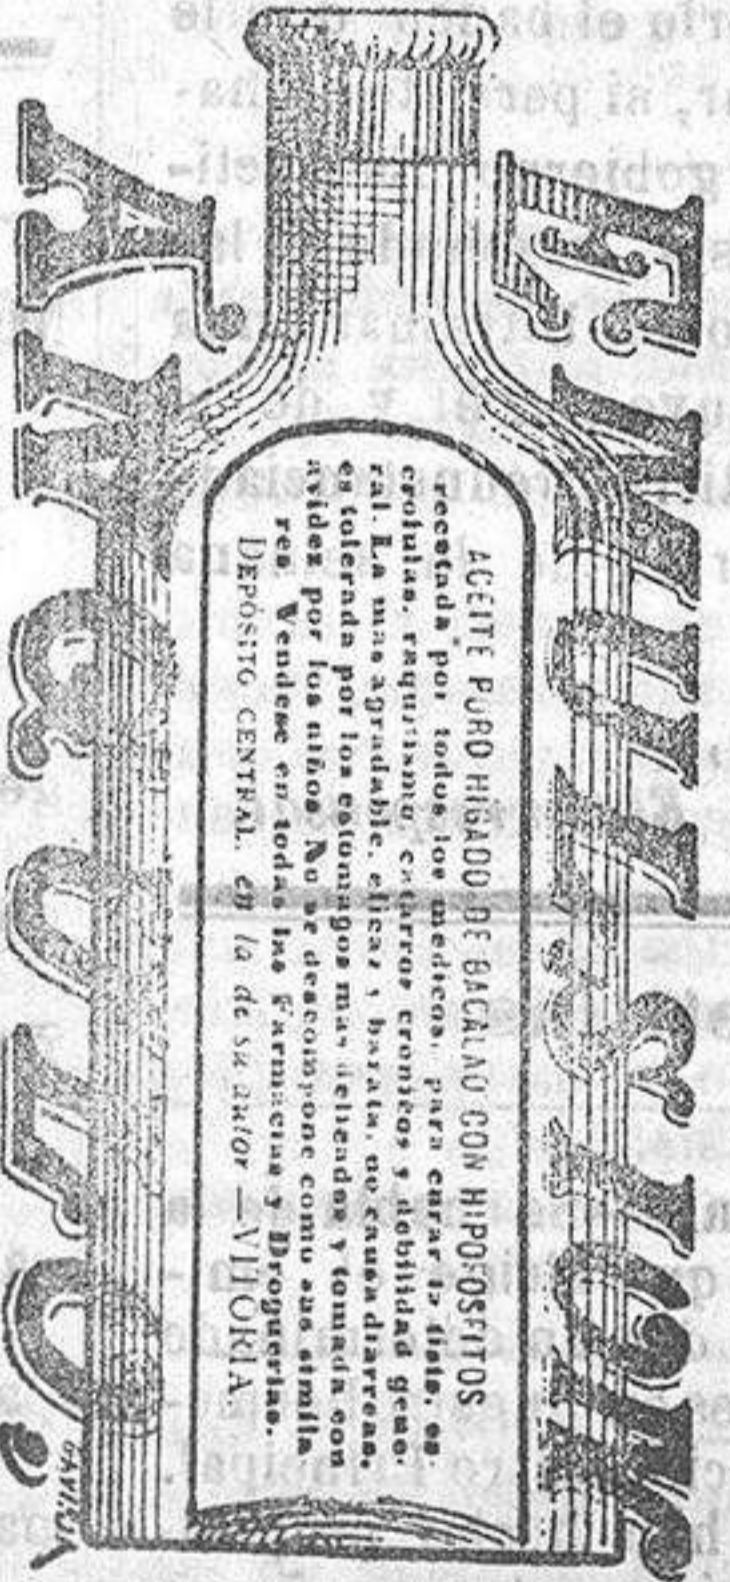 EMULSION
ACEITE PURO HIGADO DE BACALAO CON HIPOFOSFITOS
recetada por todos los medicos, para curar la tisis, es-
crofulas, raquitismo, catarros cronicos y debilidad gene-
ral. La mas agradable, eficaz y barata, no causa diarreas,
es tolerada por los estomagos mas delicados y tomada con
avidez por los niños. No se descompone como sus simila
res. Vendese en todas las Farmacias y Droguerias.
DEPÓSITO CENTRAL, en la de su autor —VITORIA.
ANGULO